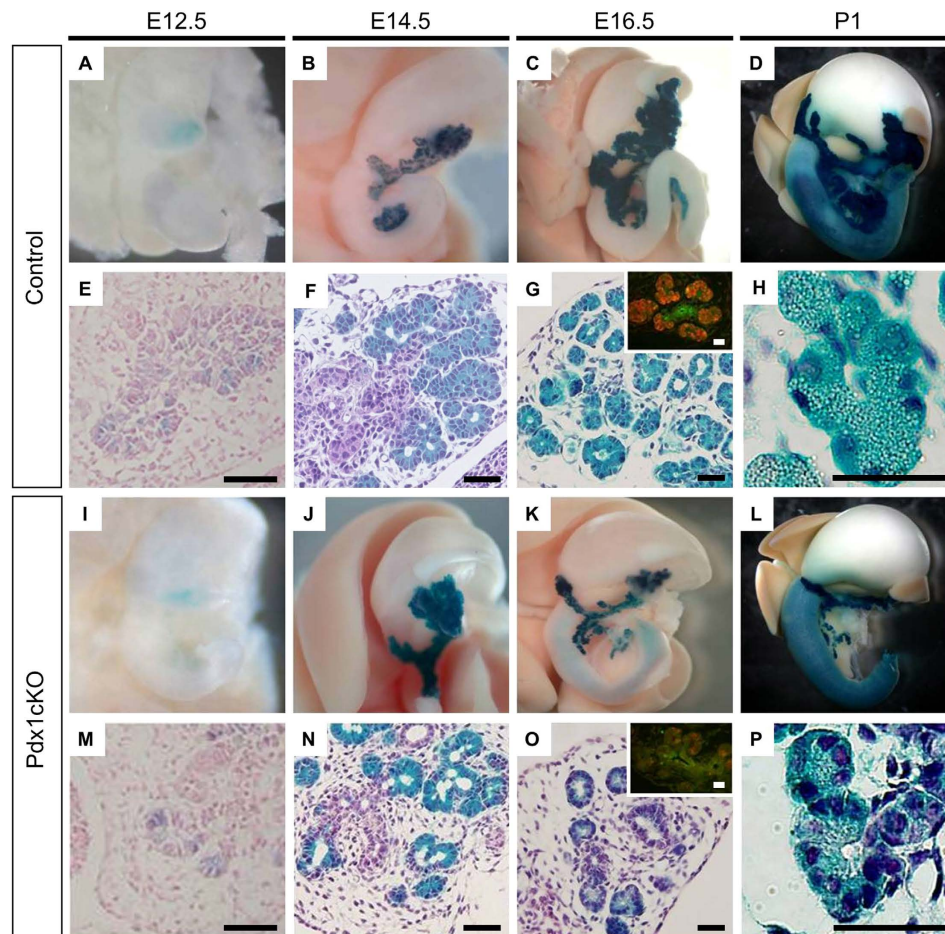 E12.5 E14.5 E16.5 P1
Control
A B C D
E F G H
Pdx1cKO
I J K L
M N O P